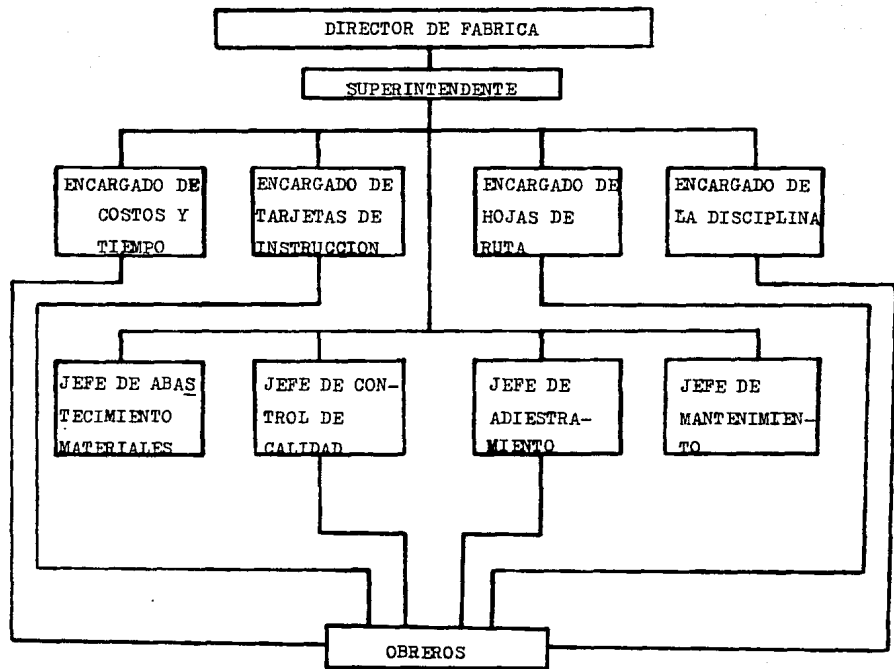 DIRECTOR DE FABRICA
SUPERINTENDENTE
ENCARGADO DE
COSTOS Y
TIEMPO
ENCARGADO DE
TARJETAS DE
INSTRUCCION
ENCARGADO DE
HOJAS DE
RUTA
ENCARGADO DE
LA DISCIPLINA
JEFE DE ABAS
TECIMIENTO
MATERIALES
JEFE DE CON-
TROL DE
CALIDAD
JEFE DE
ADIESTRA-
MIENTO
JEFE DE
MANTENIMIEN-
TO
OBREROS